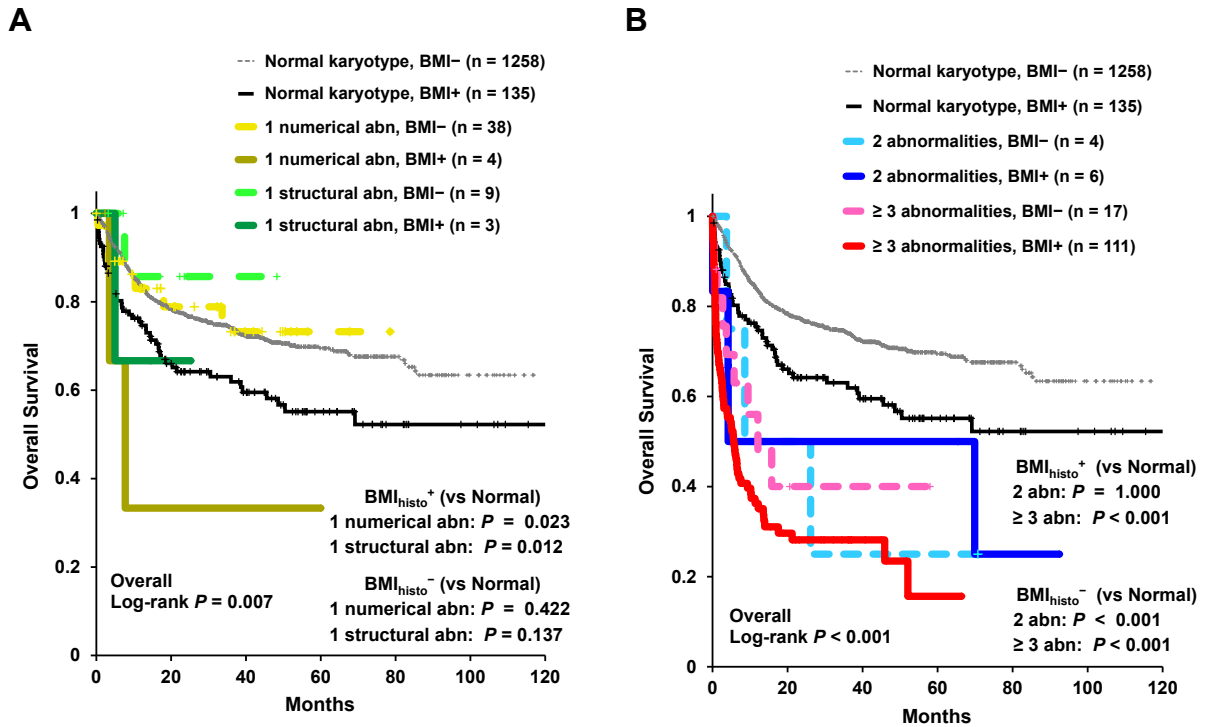 A
Normal karyotype, BMI− (n = 1258)
Normal karyotype, BMI+ (n = 135)
1 numerical abn, BMI− (n = 38)
1 numerical abn, BMI+ (n = 4)
1 structural abn, BMI− (n = 9)
1 structural abn, BMI+ (n = 3)
Overall Survival
1
0.8
0.6
0.4
0.2
0
BMIhisto+ (vs Normal)
1 numerical abn: P = 0.023
1 structural abn: P = 0.012
BMIhisto− (vs Normal)
1 numerical abn: P = 0.422
1 structural abn: P = 0.137
Overall
Log-rank P = 0.007
0 20 40 60 80 100 120
Months
B
Normal karyotype, BMI− (n = 1258)
Normal karyotype, BMI+ (n = 135)
2 abnormalities, BMI− (n = 4)
2 abnormalities, BMI+ (n = 6)
≥ 3 abnormalities, BMI− (n = 17)
≥ 3 abnormalities, BMI+ (n = 111)
Overall Survival
1
0.8
0.6
0.4
0.2
0
BMIhisto+ (vs Normal)
2 abn: P = 1.000
≥ 3 abn: P < 0.001
BMIhisto− (vs Normal)
2 abn: P < 0.001
≥ 3 abn: P < 0.001
Overall
Log-rank P < 0.001
0 20 40 60 80 100 120
Months